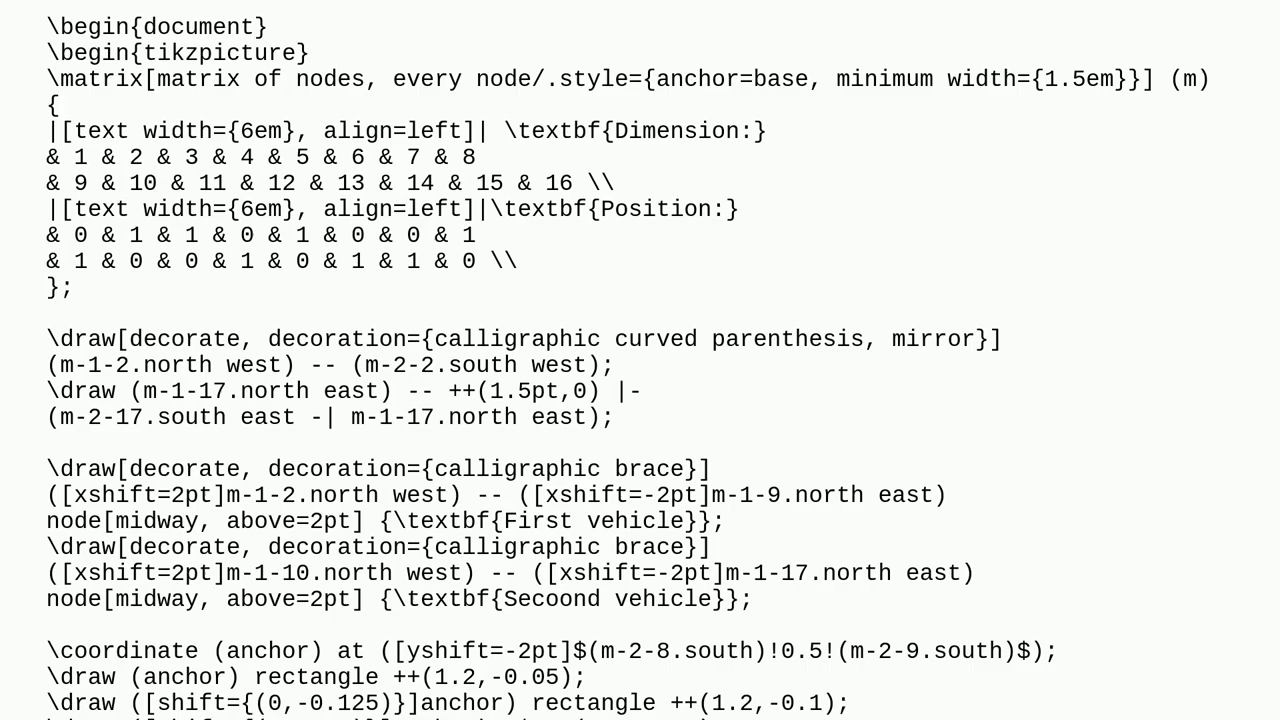 \begin{document}
\begin{tikzpicture}
\matrix[matrix of nodes, every node/.style={anchor=base, minimum width={1.5em}}] (m)
{
|[text width={6em}, align=left]| \textbf{Dimension:}
& 1 & 2 & 3 & 4 & 5 & 6 & 7 & 8
& 9 & 10 & 11 & 12 & 13 & 14 & 15 & 16 \\
|[text width={6em}, align=left]|\textbf{Position:}
& 0 & 1 & 1 & 0 & 1 & 0 & 0 & 1
& 1 & 0 & 0 & 1 & 0 & 1 & 1 & 0 \\
};
\draw[decorate, decoration={calligraphic curved parenthesis, mirror}]
(m-1-2.north west) -- (m-2-2.south west);
\draw (m-1-17.north east) -- ++(1.5pt,0) |-
(m-2-17.south east -| m-1-17.north east);
\draw[decorate, decoration={calligraphic brace}]
([xshift=2pt]m-1-2.north west) -- ([xshift=-2pt]m-1-9.north east)
node[midway, above=2pt] {\textbf{First vehicle}};
\draw[decorate, decoration={calligraphic brace}]
([xshift=2pt]m-1-10.north west) -- ([xshift=-2pt]m-1-17.north east)
node[midway, above=2pt] {\textbf{Secoond vehicle}};
\coordinate (anchor) at ([yshift=-2pt]$(m-2-8.south)!0.5!(m-2-9.south)$);
\draw (anchor) rectangle ++(1.2,-0.05);
\draw ([shift={(0,-0.125)}]anchor) rectangle ++(1.2,-0.1);